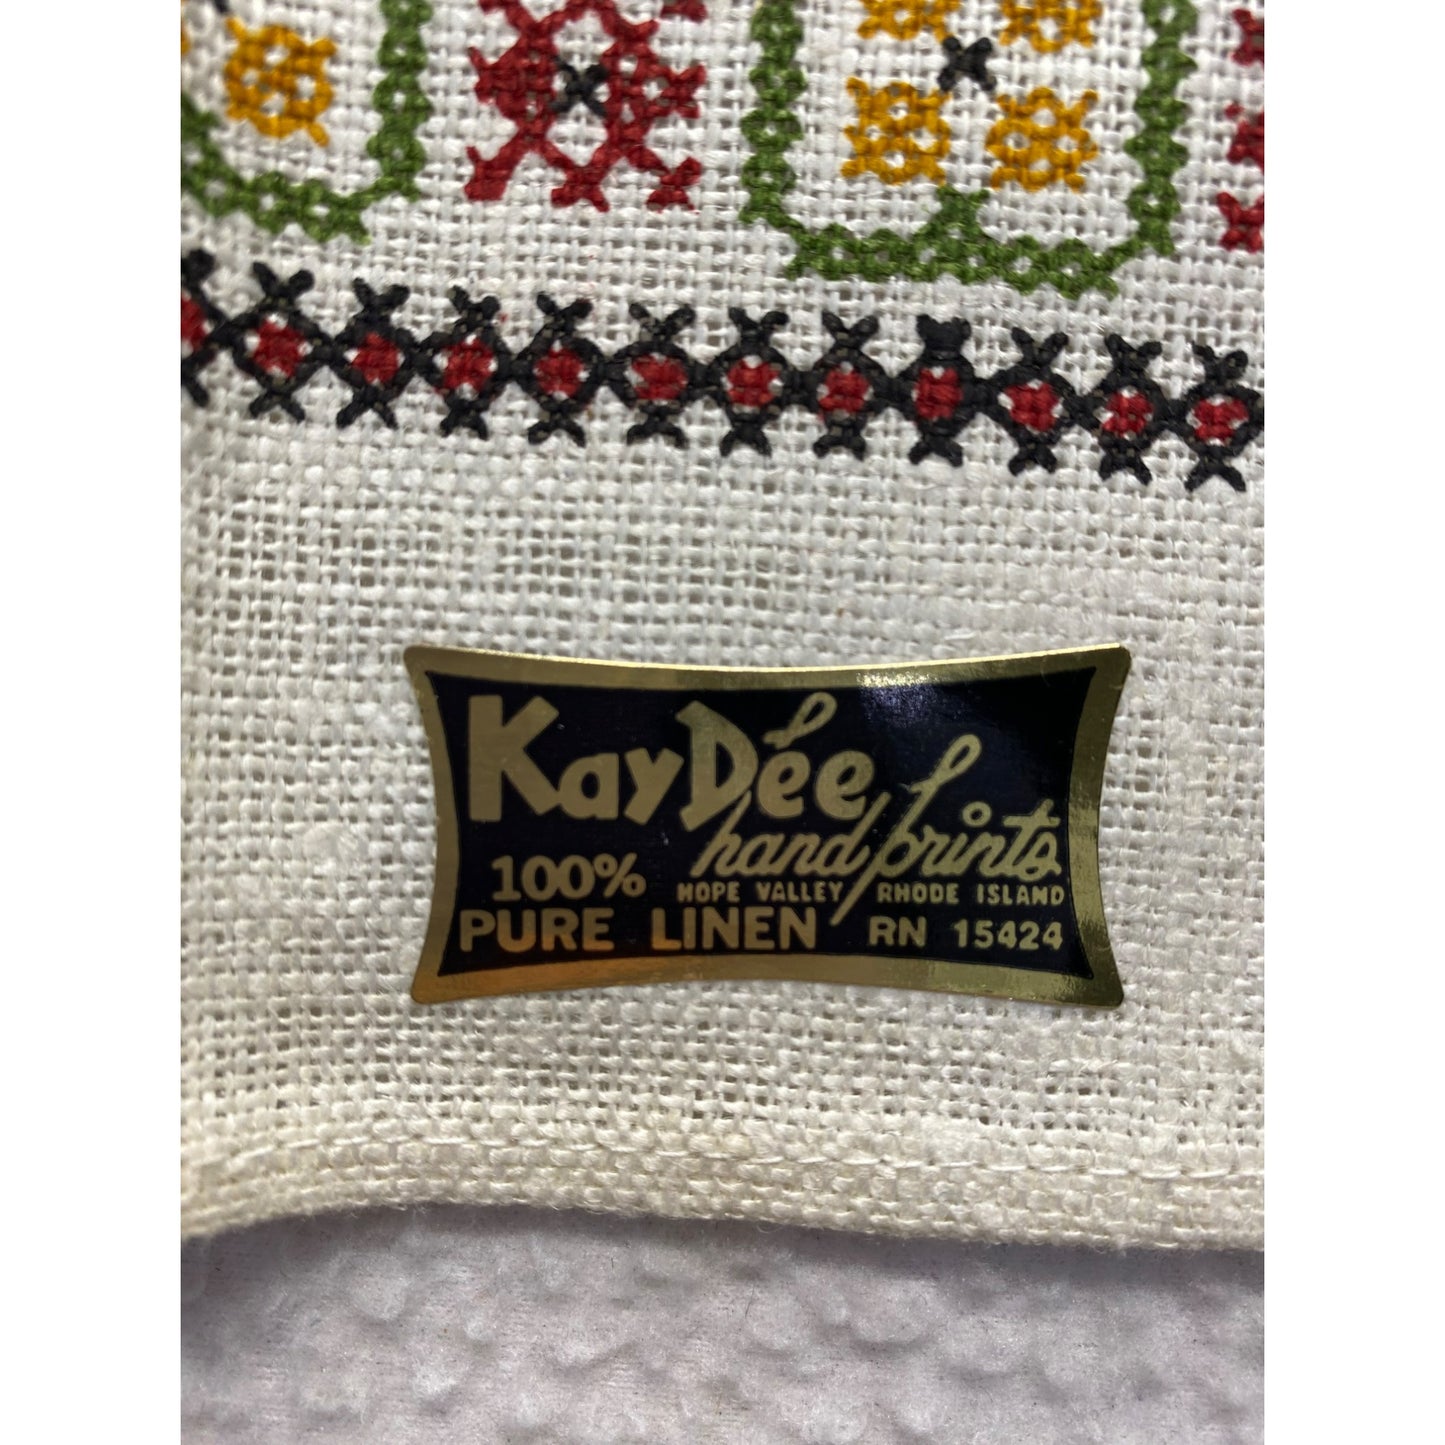 KayDee
hand prints
100% HOPE VALLEY RHODE ISLAND
PURE LINEN RN 15424